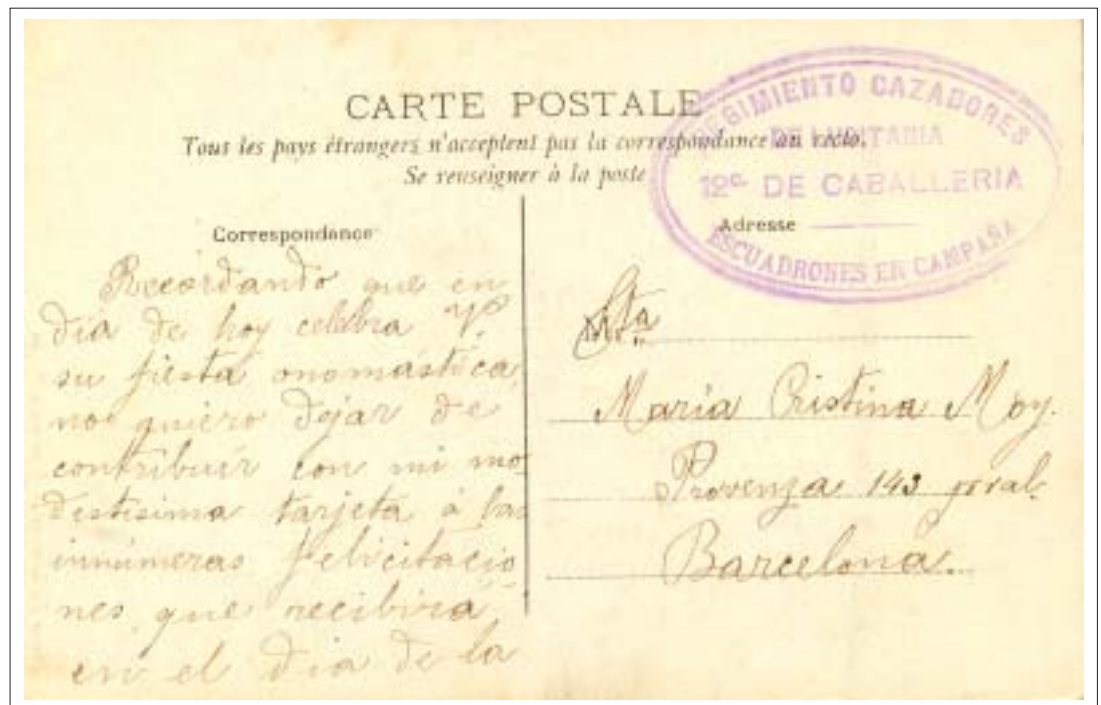 CARTE POSTALE
Tous les pays étrangers n'acceptent pas la correspondance au recto.
Se renseigner à la poste
REGIMIENTO CAZADORES
DE LUSITANIA
12º DE CABALLERIA
ESCUADRONES EN CAMPAÑA
Correspondance
Recordando que en
dia de hoy celebra Vº
su fiesta onomástica,
no quiero dejar de
contribuir con mi mo
destisima tarjeta á las
innúmeras felicitacio
nes que recibirá
en el dia de la
Adresse
Sta
Maria Cristina Moy.
Provenza 143 pral.
Barcelona.